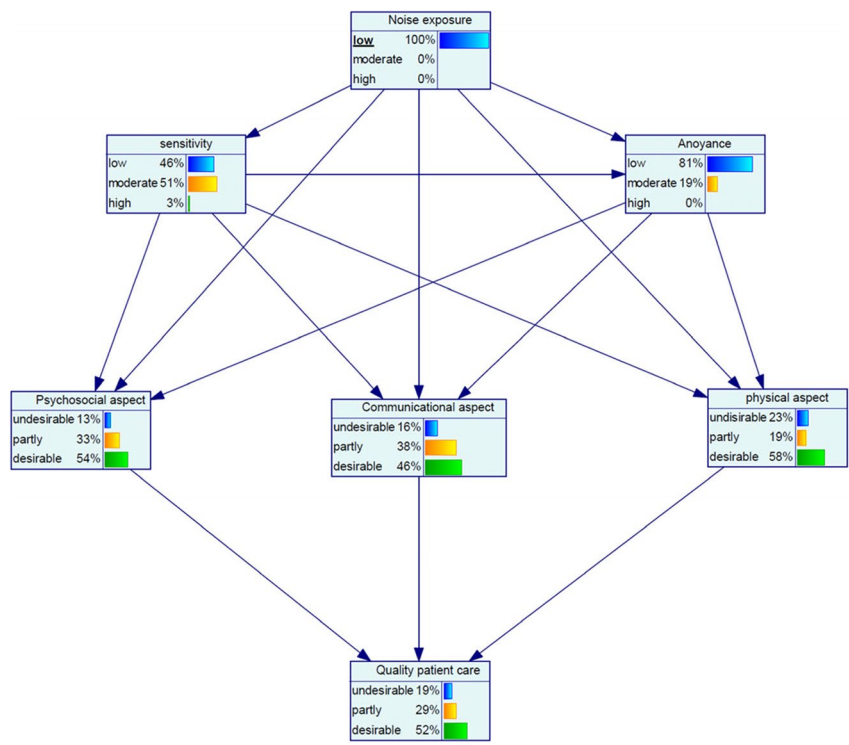 Noise exposure
low 100%
moderate 0%
high 0%
sensitivity
low 46%
moderate 51%
high 3%
Anoyance
low 81%
moderate 19%
high 0%
Psychosocial aspect
undesirable 13%
partly 33%
desirable 54%
Communicational aspect
undesirable 16%
partly 38%
desirable 46%
physical aspect
undisirable 23%
partly 19%
desirable 58%
Quality patient care
undesirable 19%
partly 29%
desirable 52%